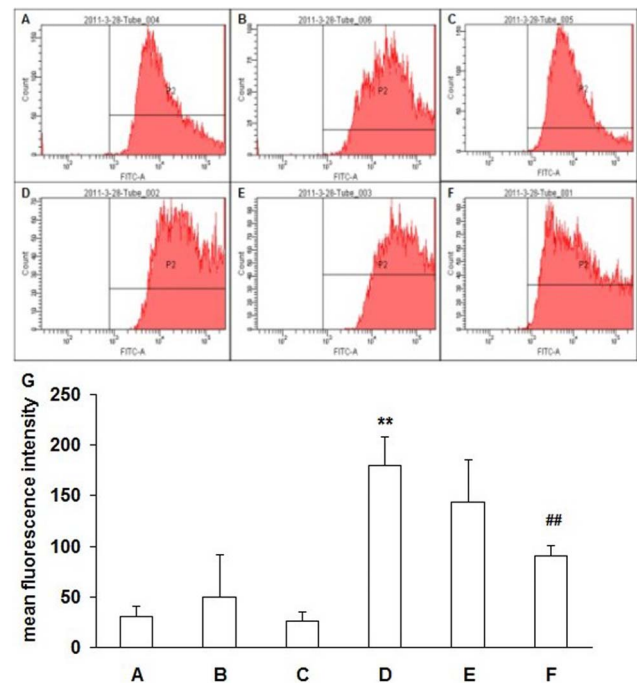 A
2011-3-28-Tube_004
P2
Count
FITC-A
B
2011-3-28-Tube_006
P2
Count
FITC-A
C
2011-3-28-Tube_005
P2
Count
FITC-A
D
2011-3-28-Tube_002
P2
Count
FITC-A
E
2011-3-28-Tube_003
P2
Count
FITC-A
F
2011-3-28-Tube_001
P2
Count
FITC-A
G
mean fluorescence intensity
250
200
150
100
50
0
**
##
A B C D E F